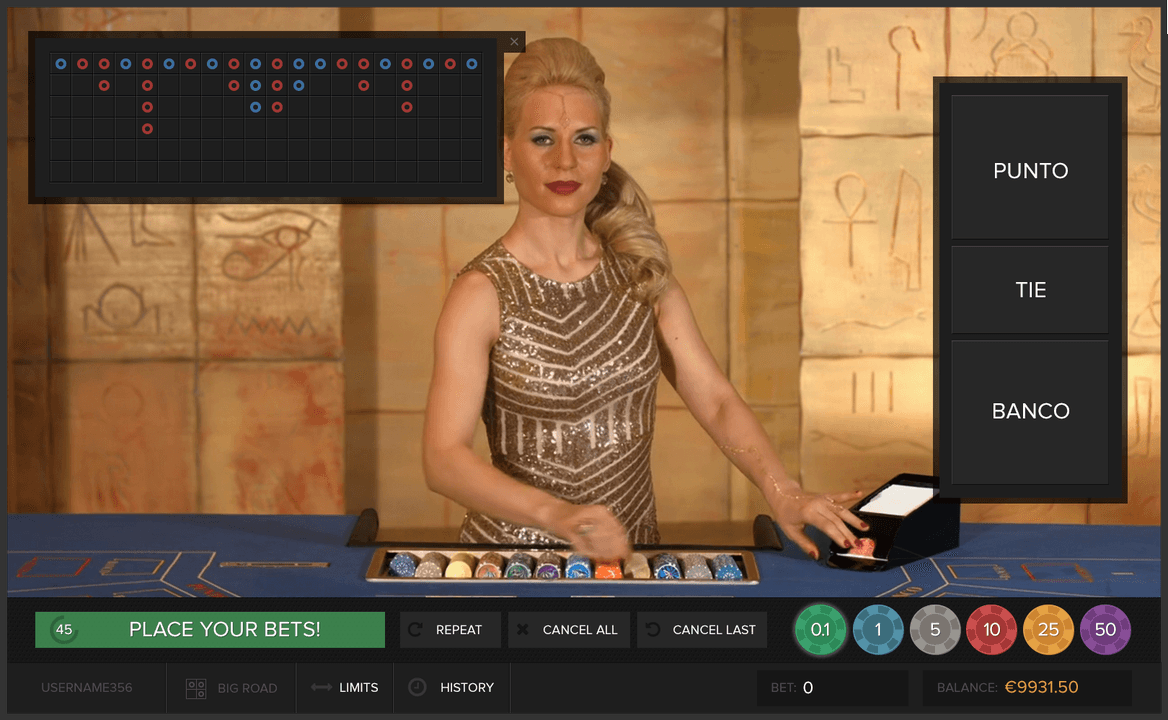 ×
PUNTO
TIE
BANCO
45 PLACE YOUR BETS!
REPEAT
CANCEL ALL
CANCEL LAST
0.1
1
5
10
25
50
USERNAME356
BIG ROAD
LIMITS
HISTORY
BET: 0
BALANCE: €9931.50